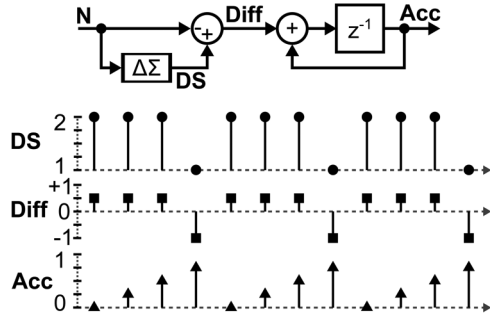 N
-
+
Diff
+
z-1
Acc
ΔΣ
DS
DS
2
1
Diff
+1
0
-1
Acc
1
0